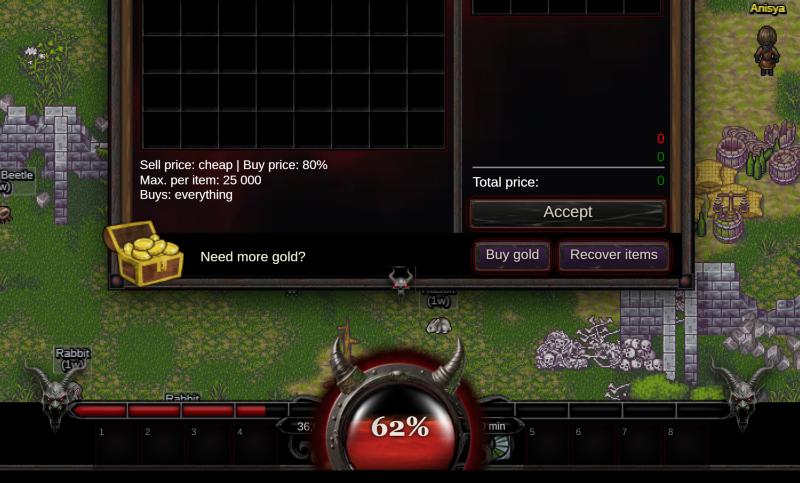 Anisya
0
0
Sell price: cheap | Buy price: 80%
Max. per item: 25 000
Buys: everything
Beetle
w)
Total price:
0
Accept
Need more gold?
Buy gold
Recover items
(1w)
Rabbit
(1w)
Rabbit
62%
36,
min
1
2
3
4
5
6
7
8